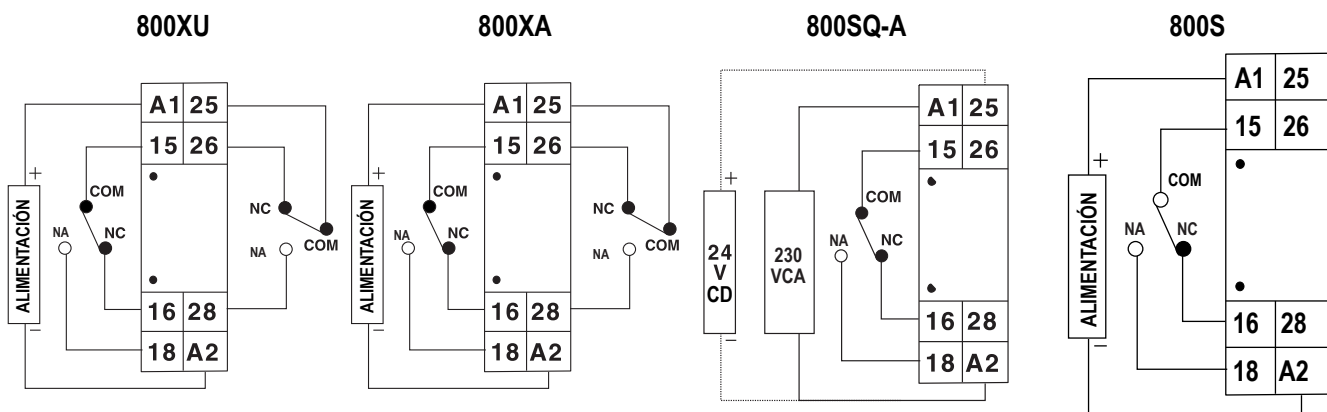 800XU
A1 25
15 26
+
ALIMENTACIÓN
−
COM
NA
NC
NC
COM
NA
16 28
18 A2
800XA
A1 25
15 26
+
ALIMENTACIÓN
−
COM
NA
NC
NC
COM
NA
16 28
18 A2
800SQ-A
A1 25
15 26
+
24
V
CD
−
230
VCA
COM
NA
NC
16 28
18 A2
800S
A1 25
15 26
+
ALIMENTACIÓN
−
COM
NA
NC
16 28
18 A2